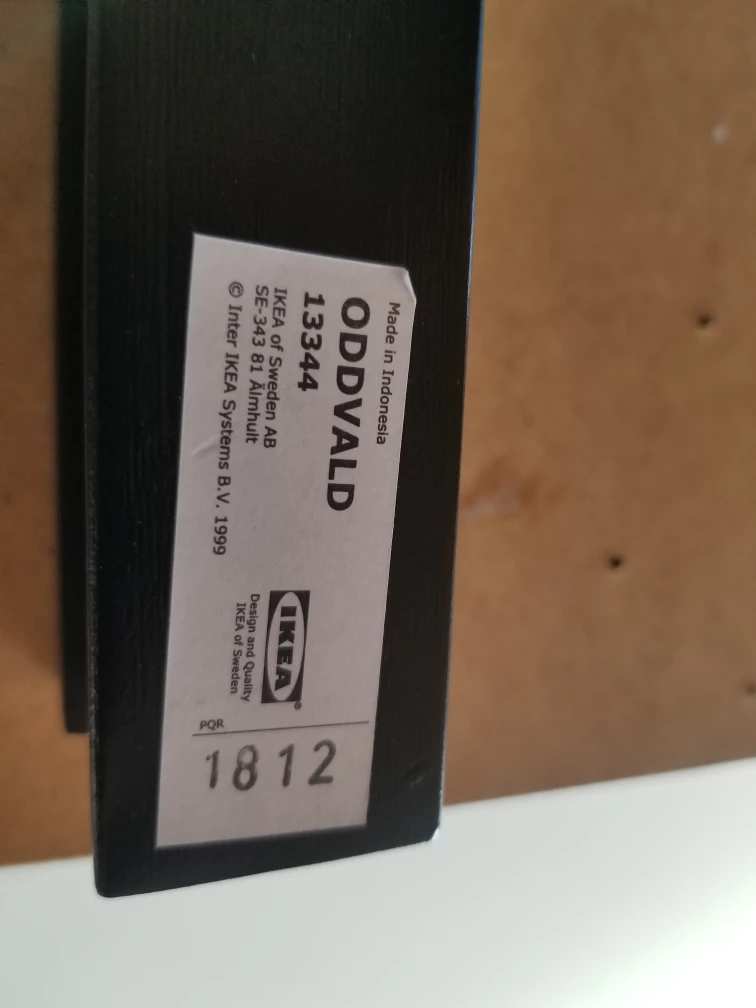 Made in Indonesia
ODDVALD
13344
IKEA of Sweden AB
SE-343 81 Älmhult
© Inter IKEA Systems B.V. 1999
IKEA®
Design and Quality
IKEA of Sweden
PQR
1812